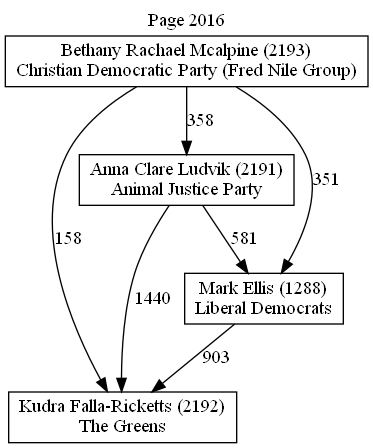 Page 2016
Bethany Rachael Mcalpine (2193)
Christian Democratic Party (Fred Nile Group)
358
Anna Clare Ludvik (2191)
Animal Justice Party
351
158
1440
581
Mark Ellis (1288)
Liberal Democrats
903
Kudra Falla-Ricketts (2192)
The Greens